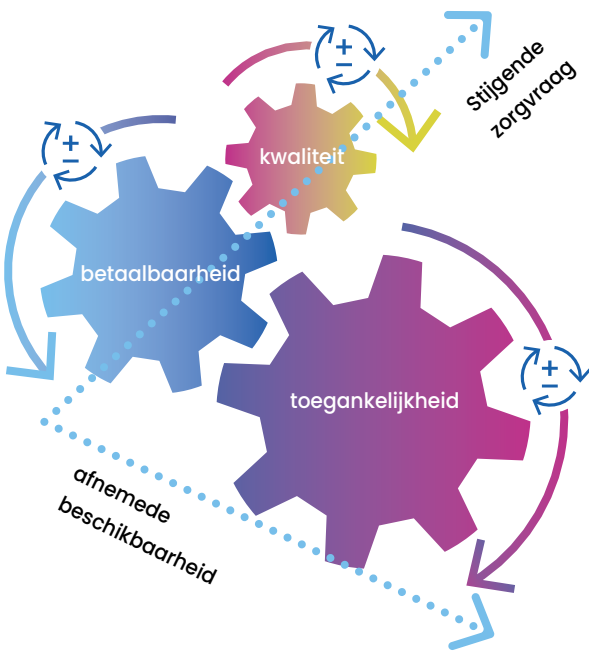 Stijgende
zorgvraag
kwaliteit
betaalbaarheid
toegankelijkheid
afnemede
beschikbaarheid
+
−
+
−
+
−